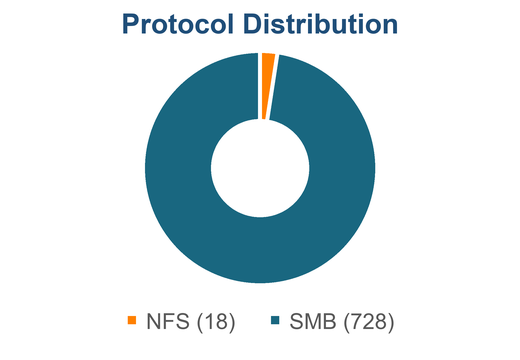 Protocol Distribution
NFS (18) SMB (728)